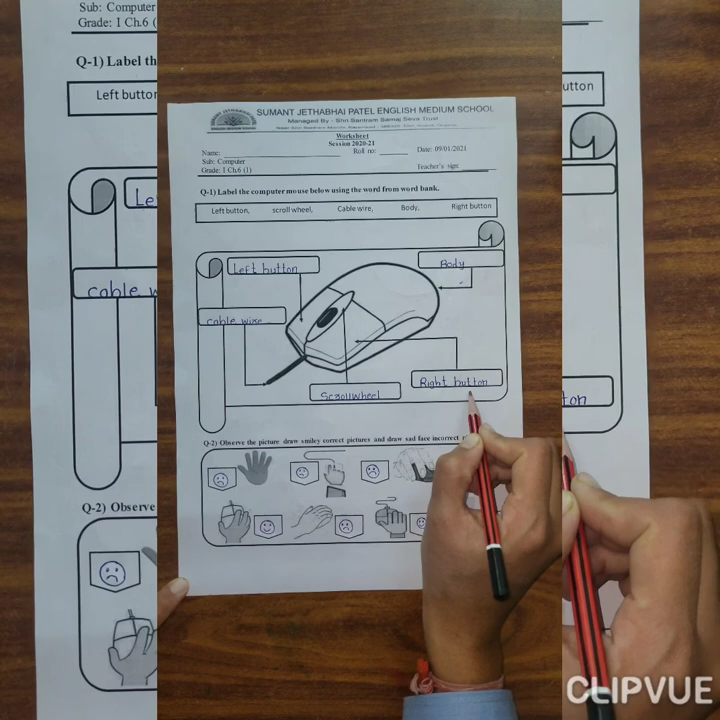 SUMANT JETHABHAI PATEL ENGLISH MEDIUM SCHOOL
Managed By - Shri Santram Samaj Seva Trust
Worksheet
Session 2020-21
Name: Roll no: Date: 09/01/2021
Sub: Computer
Grade: I Ch.6 (1) Teacher's sign
Q-1) Label the computer mouse below using the word from word bank.
Left button, scroll wheel, Cable wire, Body, Right button
Left button
Body
Cable wire
Right button
Scrollwheel
Q-2) Observe the picture draw smiley correct pictures and draw sad face incorrect
Sub: Computer
Grade: I Ch.6 (
Q-1) Label th
Left button
Le
Cable w
Q-2) Observe
utton
ton
CLIPVUE